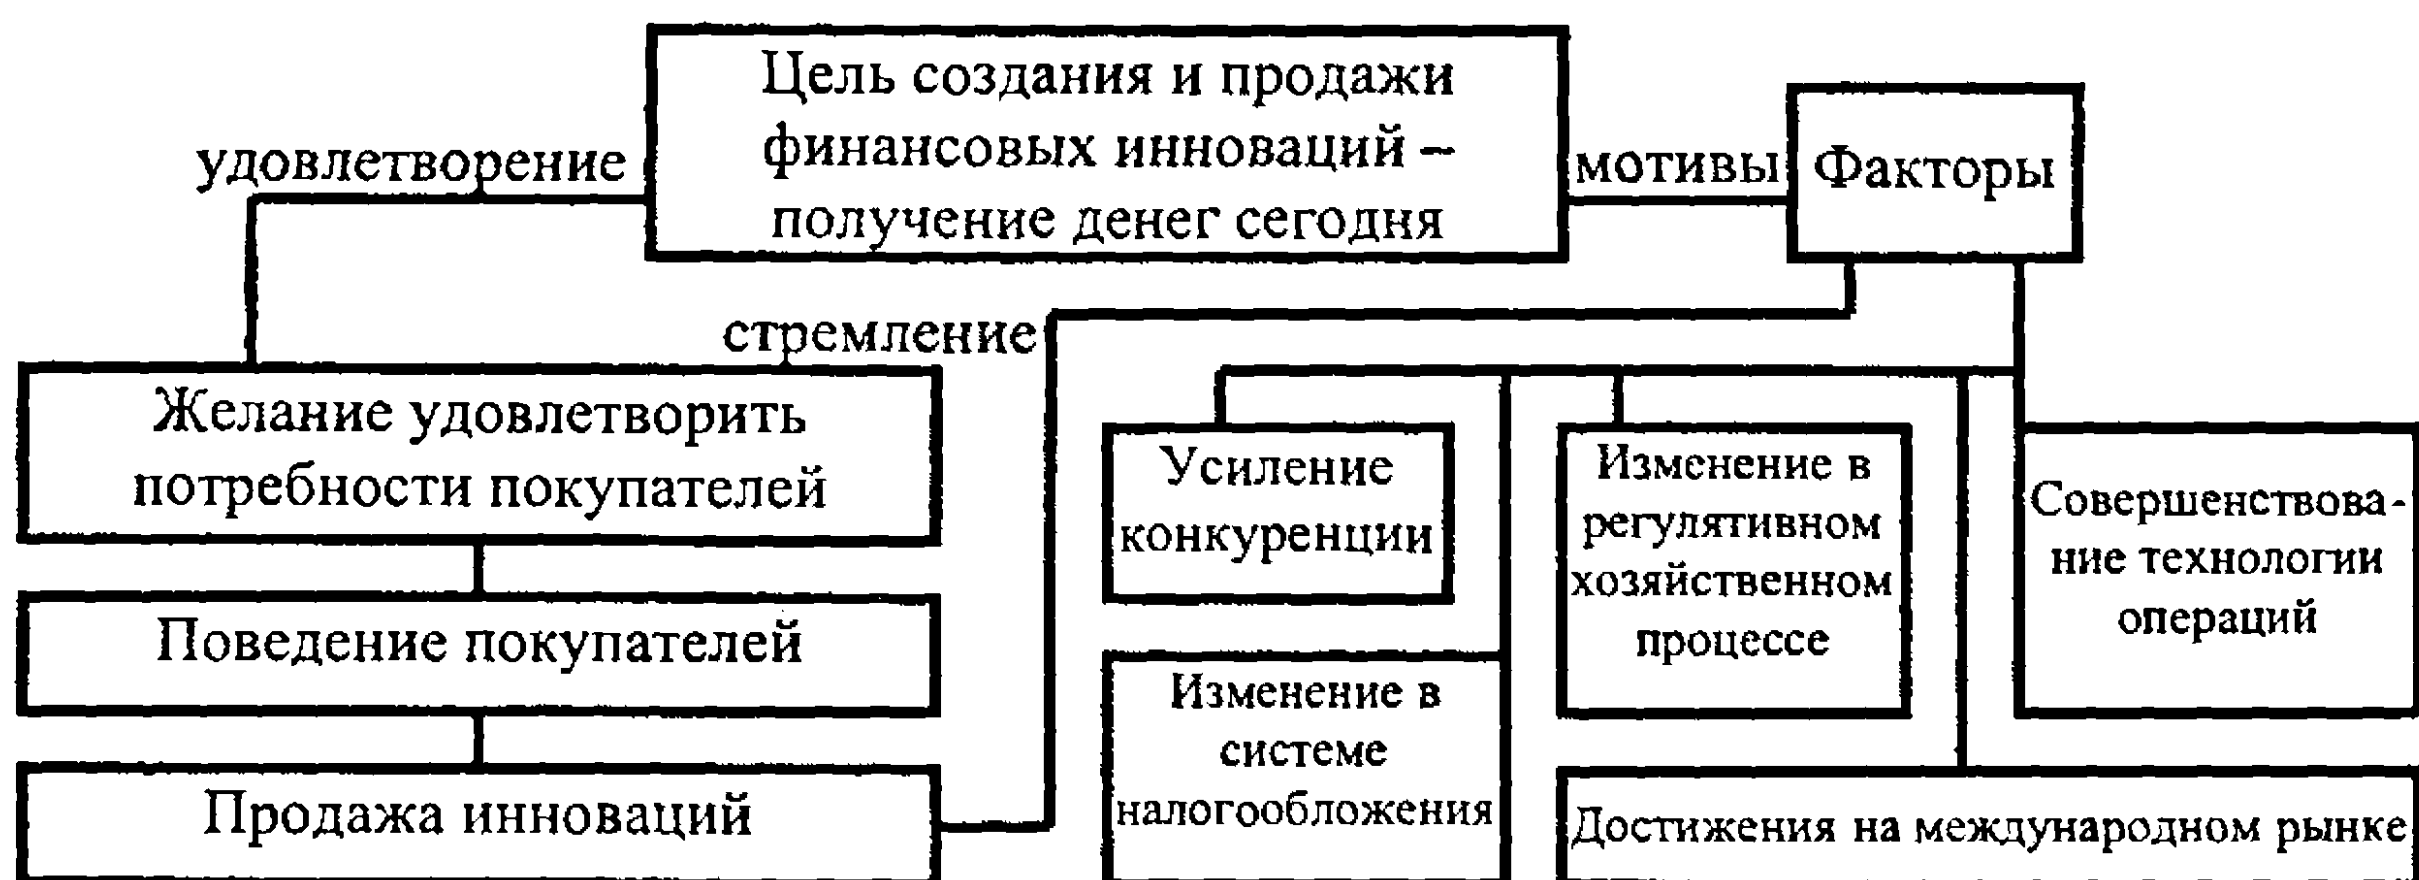 Цель создания и продажи
финансовых инноваций –
получение денег сегодня
удовлетворение
мотивы
Факторы
стремление
Желание удовлетворить
потребности покупателей
Поведение покупателей
Продажа инноваций
Усиление
конкуренции
Изменение в
регулятивном
хозяйственном
процессе
Совершенствова-
ние технологии
операций
Изменение в
системе
налогообложения
Достижения на международном рынке